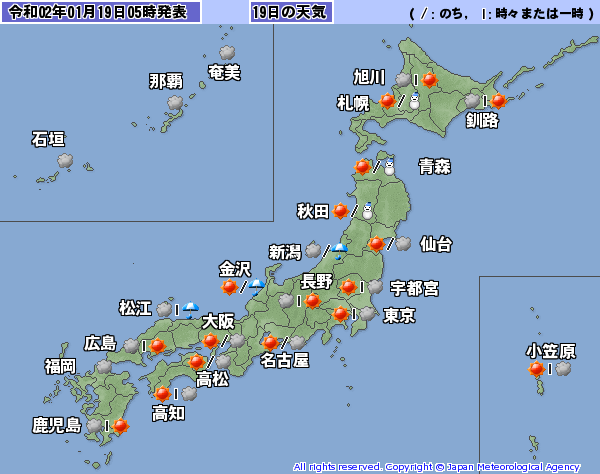 令和02年01月19日05時発表 19日の天気 ( / : のち, | : 時々または一時 )
奄美
那覇
石垣
旭川
札幌
釧路
青森
秋田
仙台
新潟
金沢
長野
宇都宮
松江
大阪
東京
広島
名古屋
小笠原
福岡
高松
高知
鹿児島
All rights reserved. Copyright © Japan Meteorological Agency